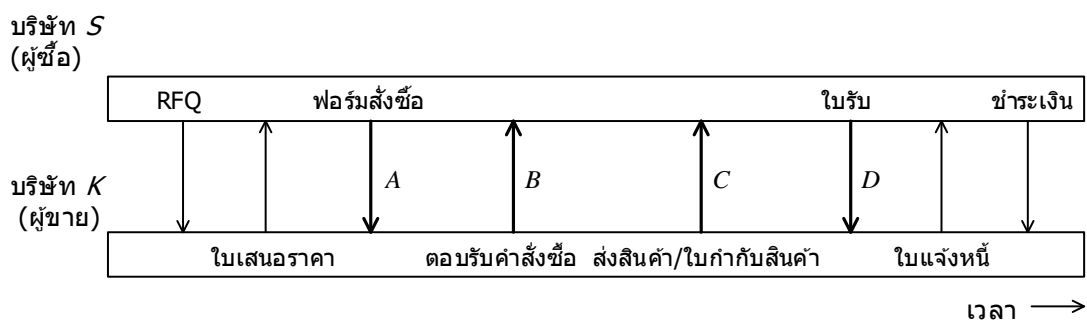 บริษัท S
(ผู้ซื้อ)
RFQ ฟอร์มสั่งซื้อ ใบรับ ชำระเงิน
A B C D
บริษัท K
(ผู้ขาย)
ใบเสนอราคา ตอบรับคำสั่งซื้อ ส่งสินค้า/ใบกำกับสินค้า ใบแจ้งหนี้
เวลา